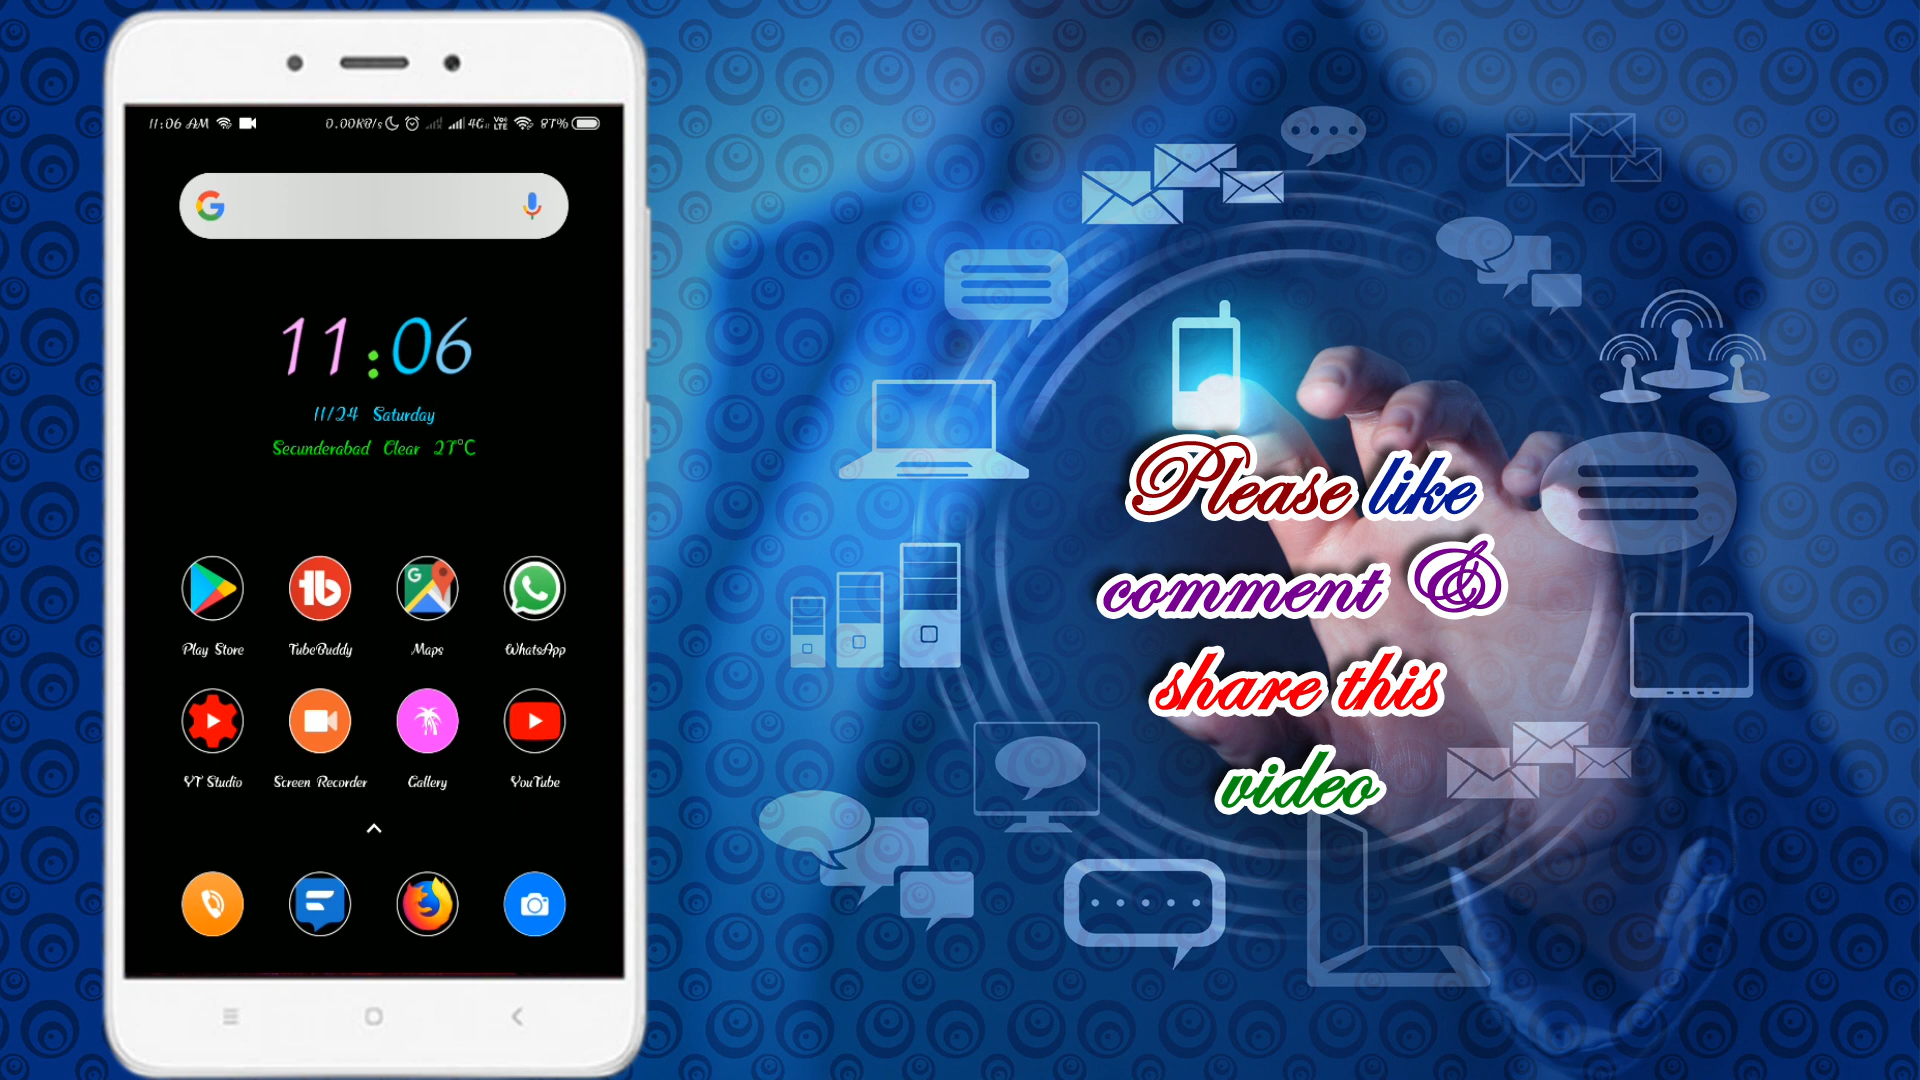 11:06 AM 0.00KB/s 4G VoLTE 87%
11:06
11/24 Saturday
Secunderabad Clear 27°C
Play Store TubeBuddy Maps WhatsApp
YT Studio Screen Recorder Gallery YouTube
Please like
comment &
share this
video